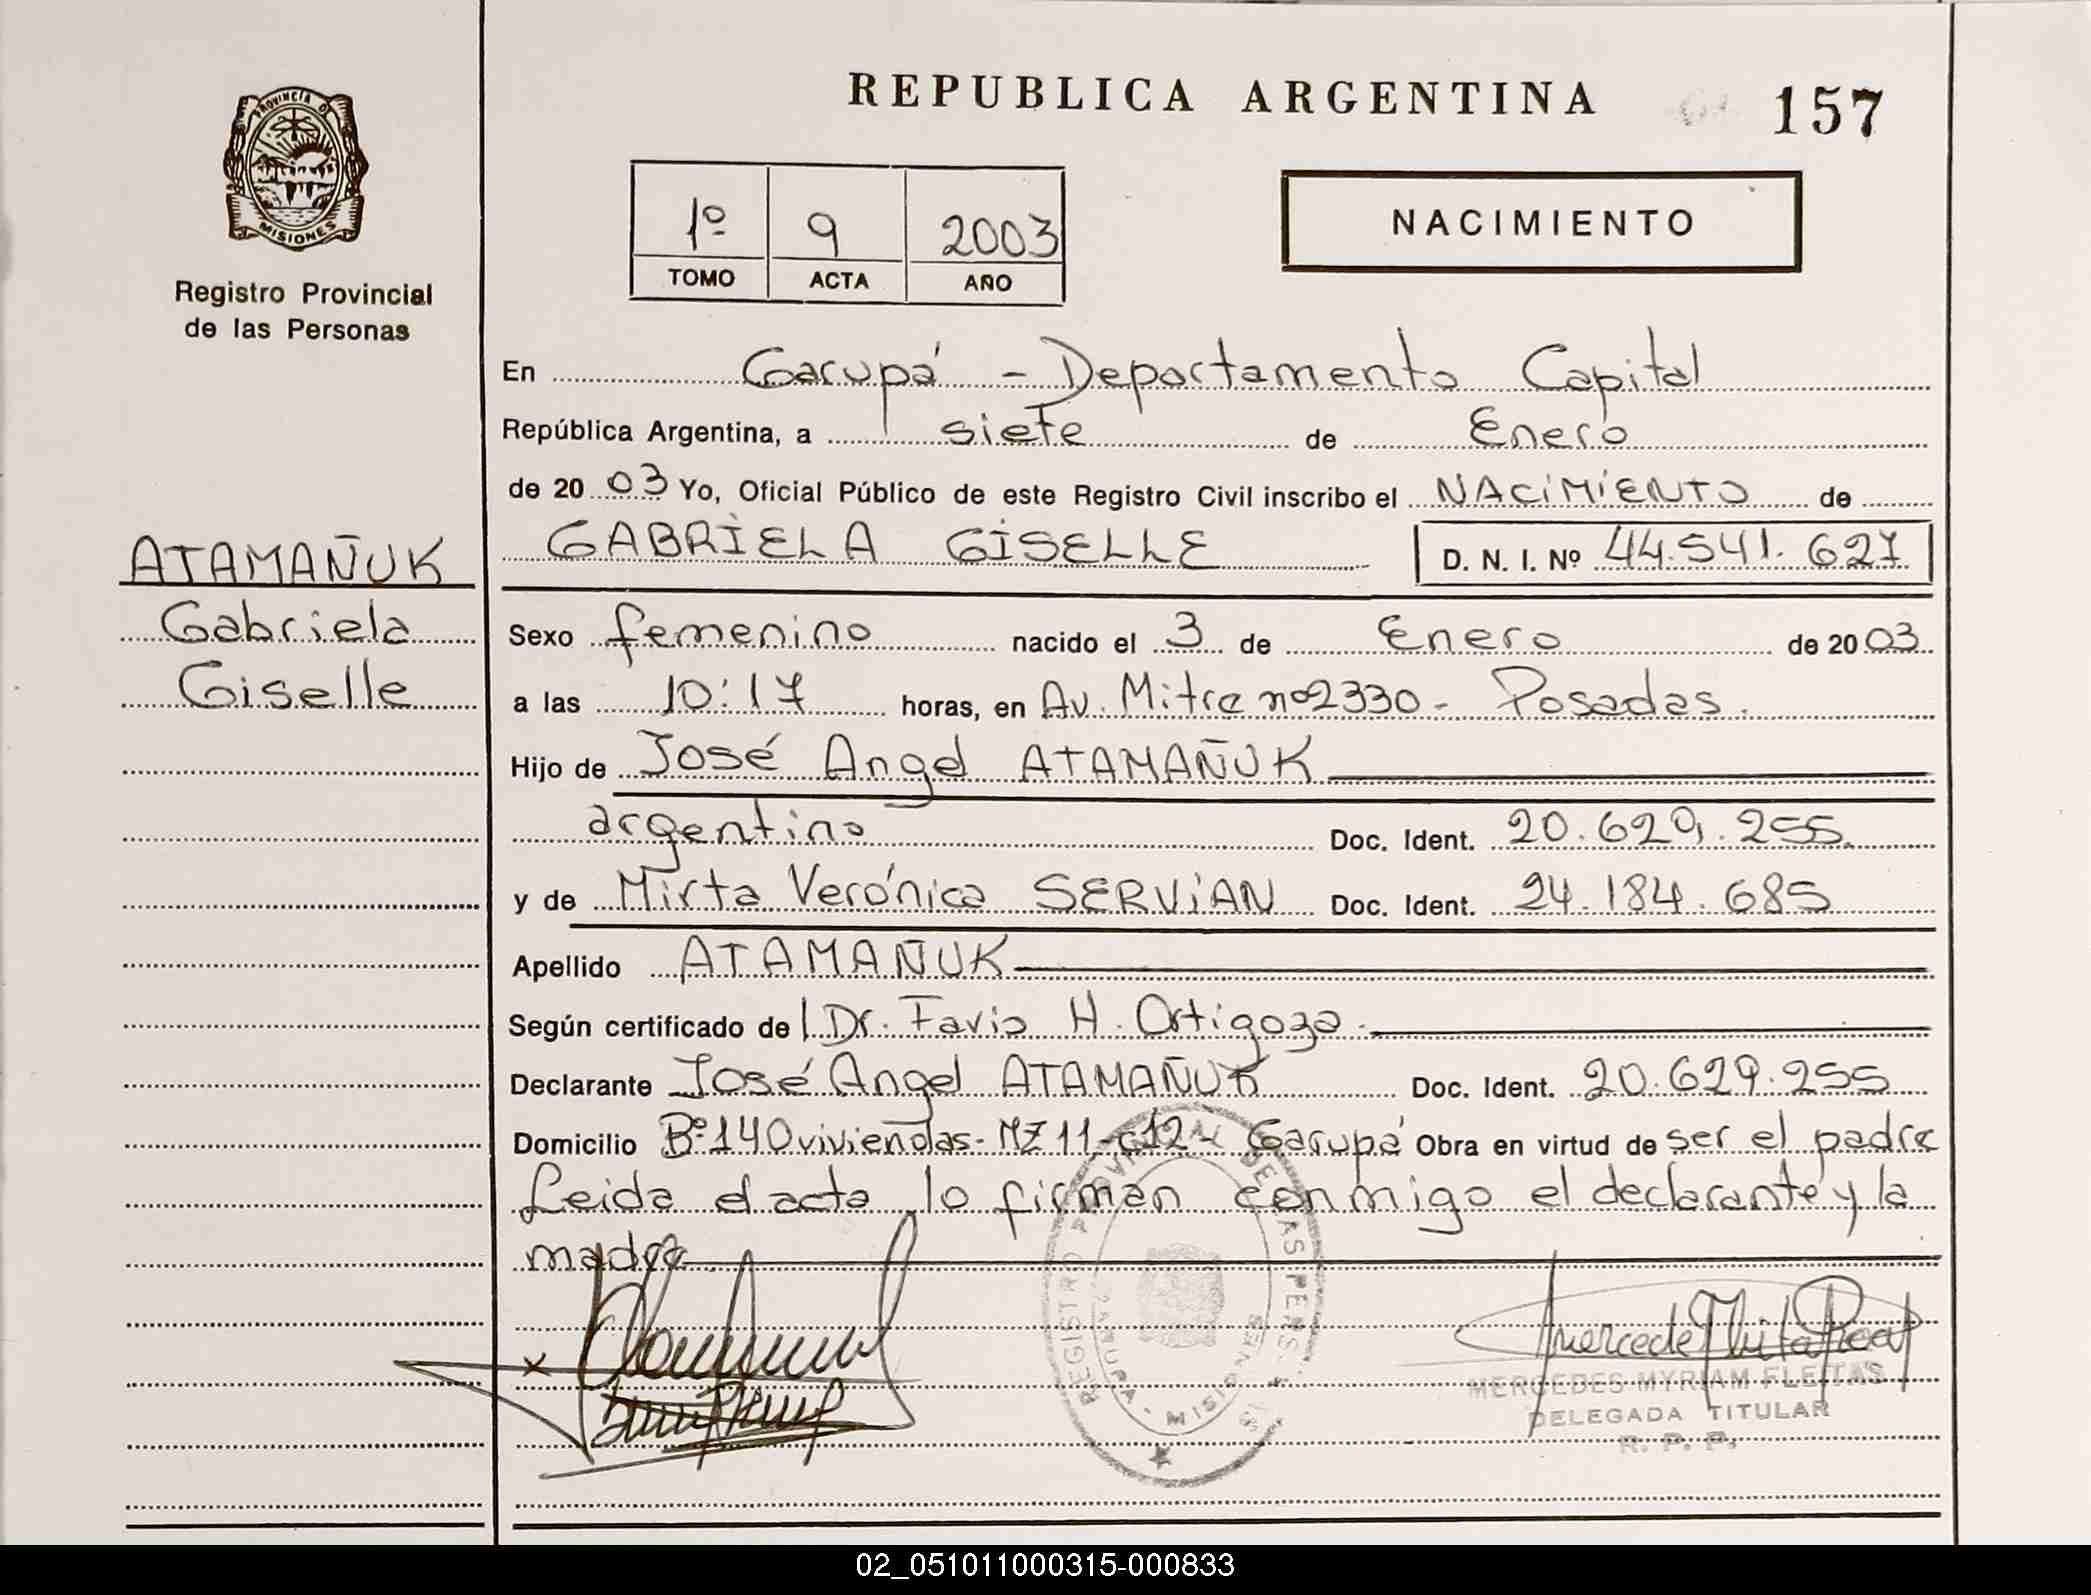 REPUBLICA ARGENTINA
157
PROVINCIA DE
MISIONES
Registro Provincial
de las Personas
1º 9 2003
TOMO ACTA AÑO
NACIMIENTO
En Garupá - Departamento Capital
República Argentina, a siete de Enero
de 20 03 Yo, Oficial Público de este Registro Civil inscribo el NACIMIENTO de
GABRIELA GISELLE D. N. I. Nº 44.541.627
ATAMAÑUK
Gabriela
Giselle
Sexo femenino nacido el 3 de Enero de 20 03
a las 10:17 horas, en Av. Mitre nº 2330 - Posadas.
Hijo de José Angel ATAMAÑUK
argentino Doc. Ident. 20.629.255.
y de Mirta Verónica SERVIAN Doc. Ident. 24.184.685
Apellido ATAMAÑUK
Según certificado de Dr. Favio H. Ortigoza.
Declarante José Angel ATAMAÑUK Doc. Ident. 20.629.255
Domicilio Bº 140 viviendas - MZ 11 - c12 - Garupá Obra en virtud de ser el padre
Leida el acta, lo firman conmigo el declarante y la
madre
REGISTRO PROVINCIAL DE LAS PERSONAS
GARUPA - MISIONES
MERCEDES MYRIAM FLEITAS
DELEGADA TITULAR
R. P. P.
02_051011000315-000833